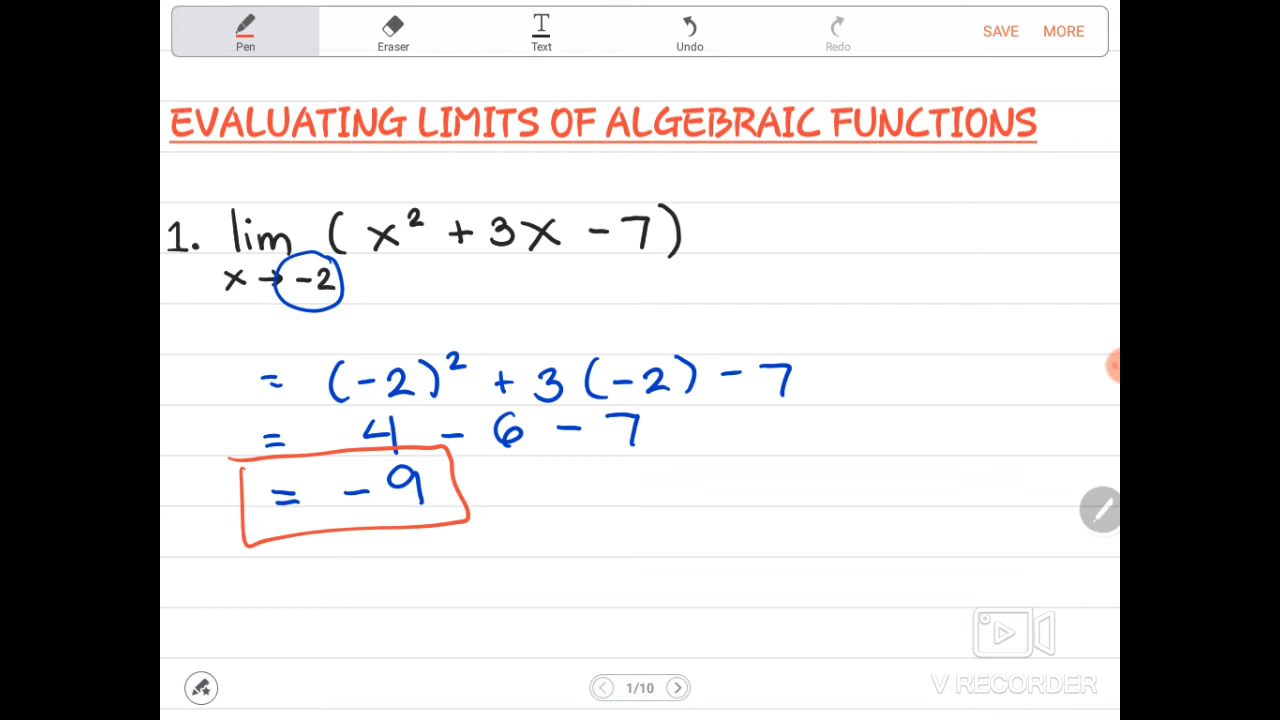 Pen Eraser Text Undo Redo SAVE MORE
EVALUATING LIMITS OF ALGEBRAIC FUNCTIONS
1. lim (x² + 3x - 7)
x → -2
= (-2)² + 3(-2) - 7
= 4 - 6 - 7
= -9
1/10
V RECORDER